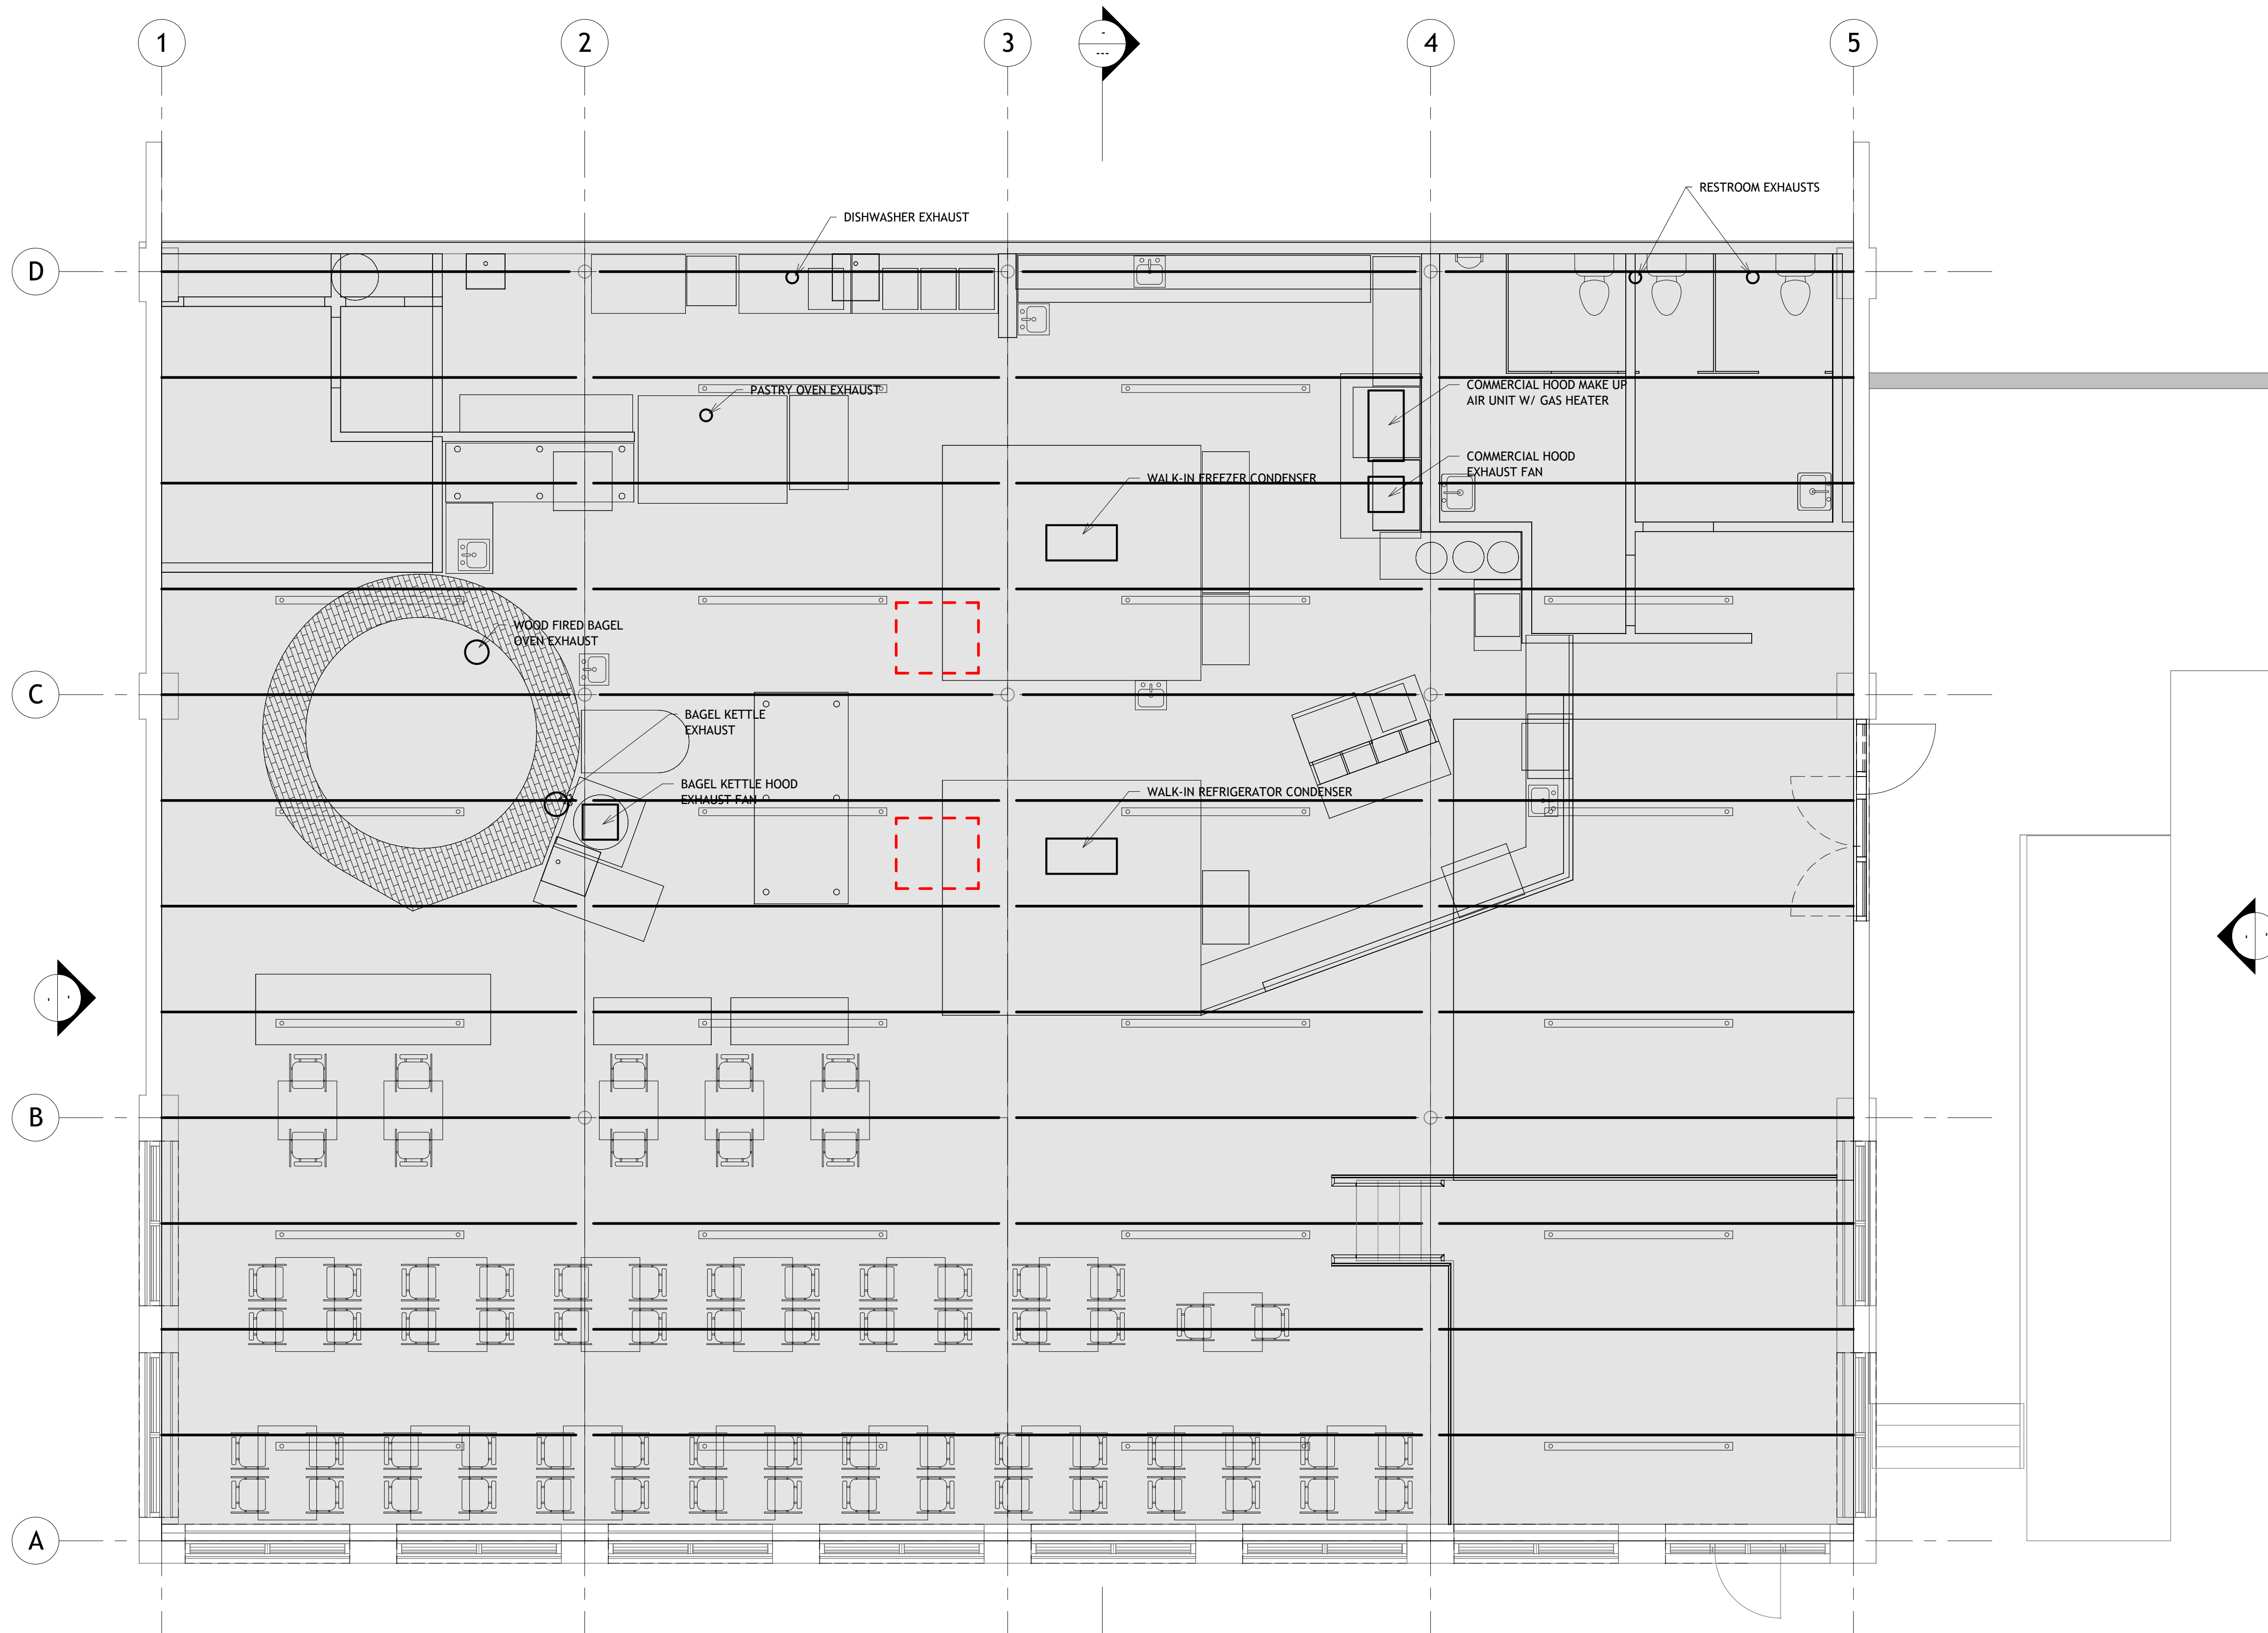 1
2
3
-
---
4
5
RESTROOM EXHAUSTS
DISHWASHER EXHAUST
D
PASTRY OVEN EXHAUST
COMMERCIAL HOOD MAKE UP
AIR UNIT W/ GAS HEATER
COMMERCIAL HOOD
EXHAUST FAN
WALK-IN FREEZER CONDENSER
WOOD FIRED BAGEL
OVEN EXHAUST
C
BAGEL KETTLE
EXHAUST
BAGEL KETTLE HOOD
EXHAUST FAN
WALK-IN REFRIGERATOR CONDENSER
B
A